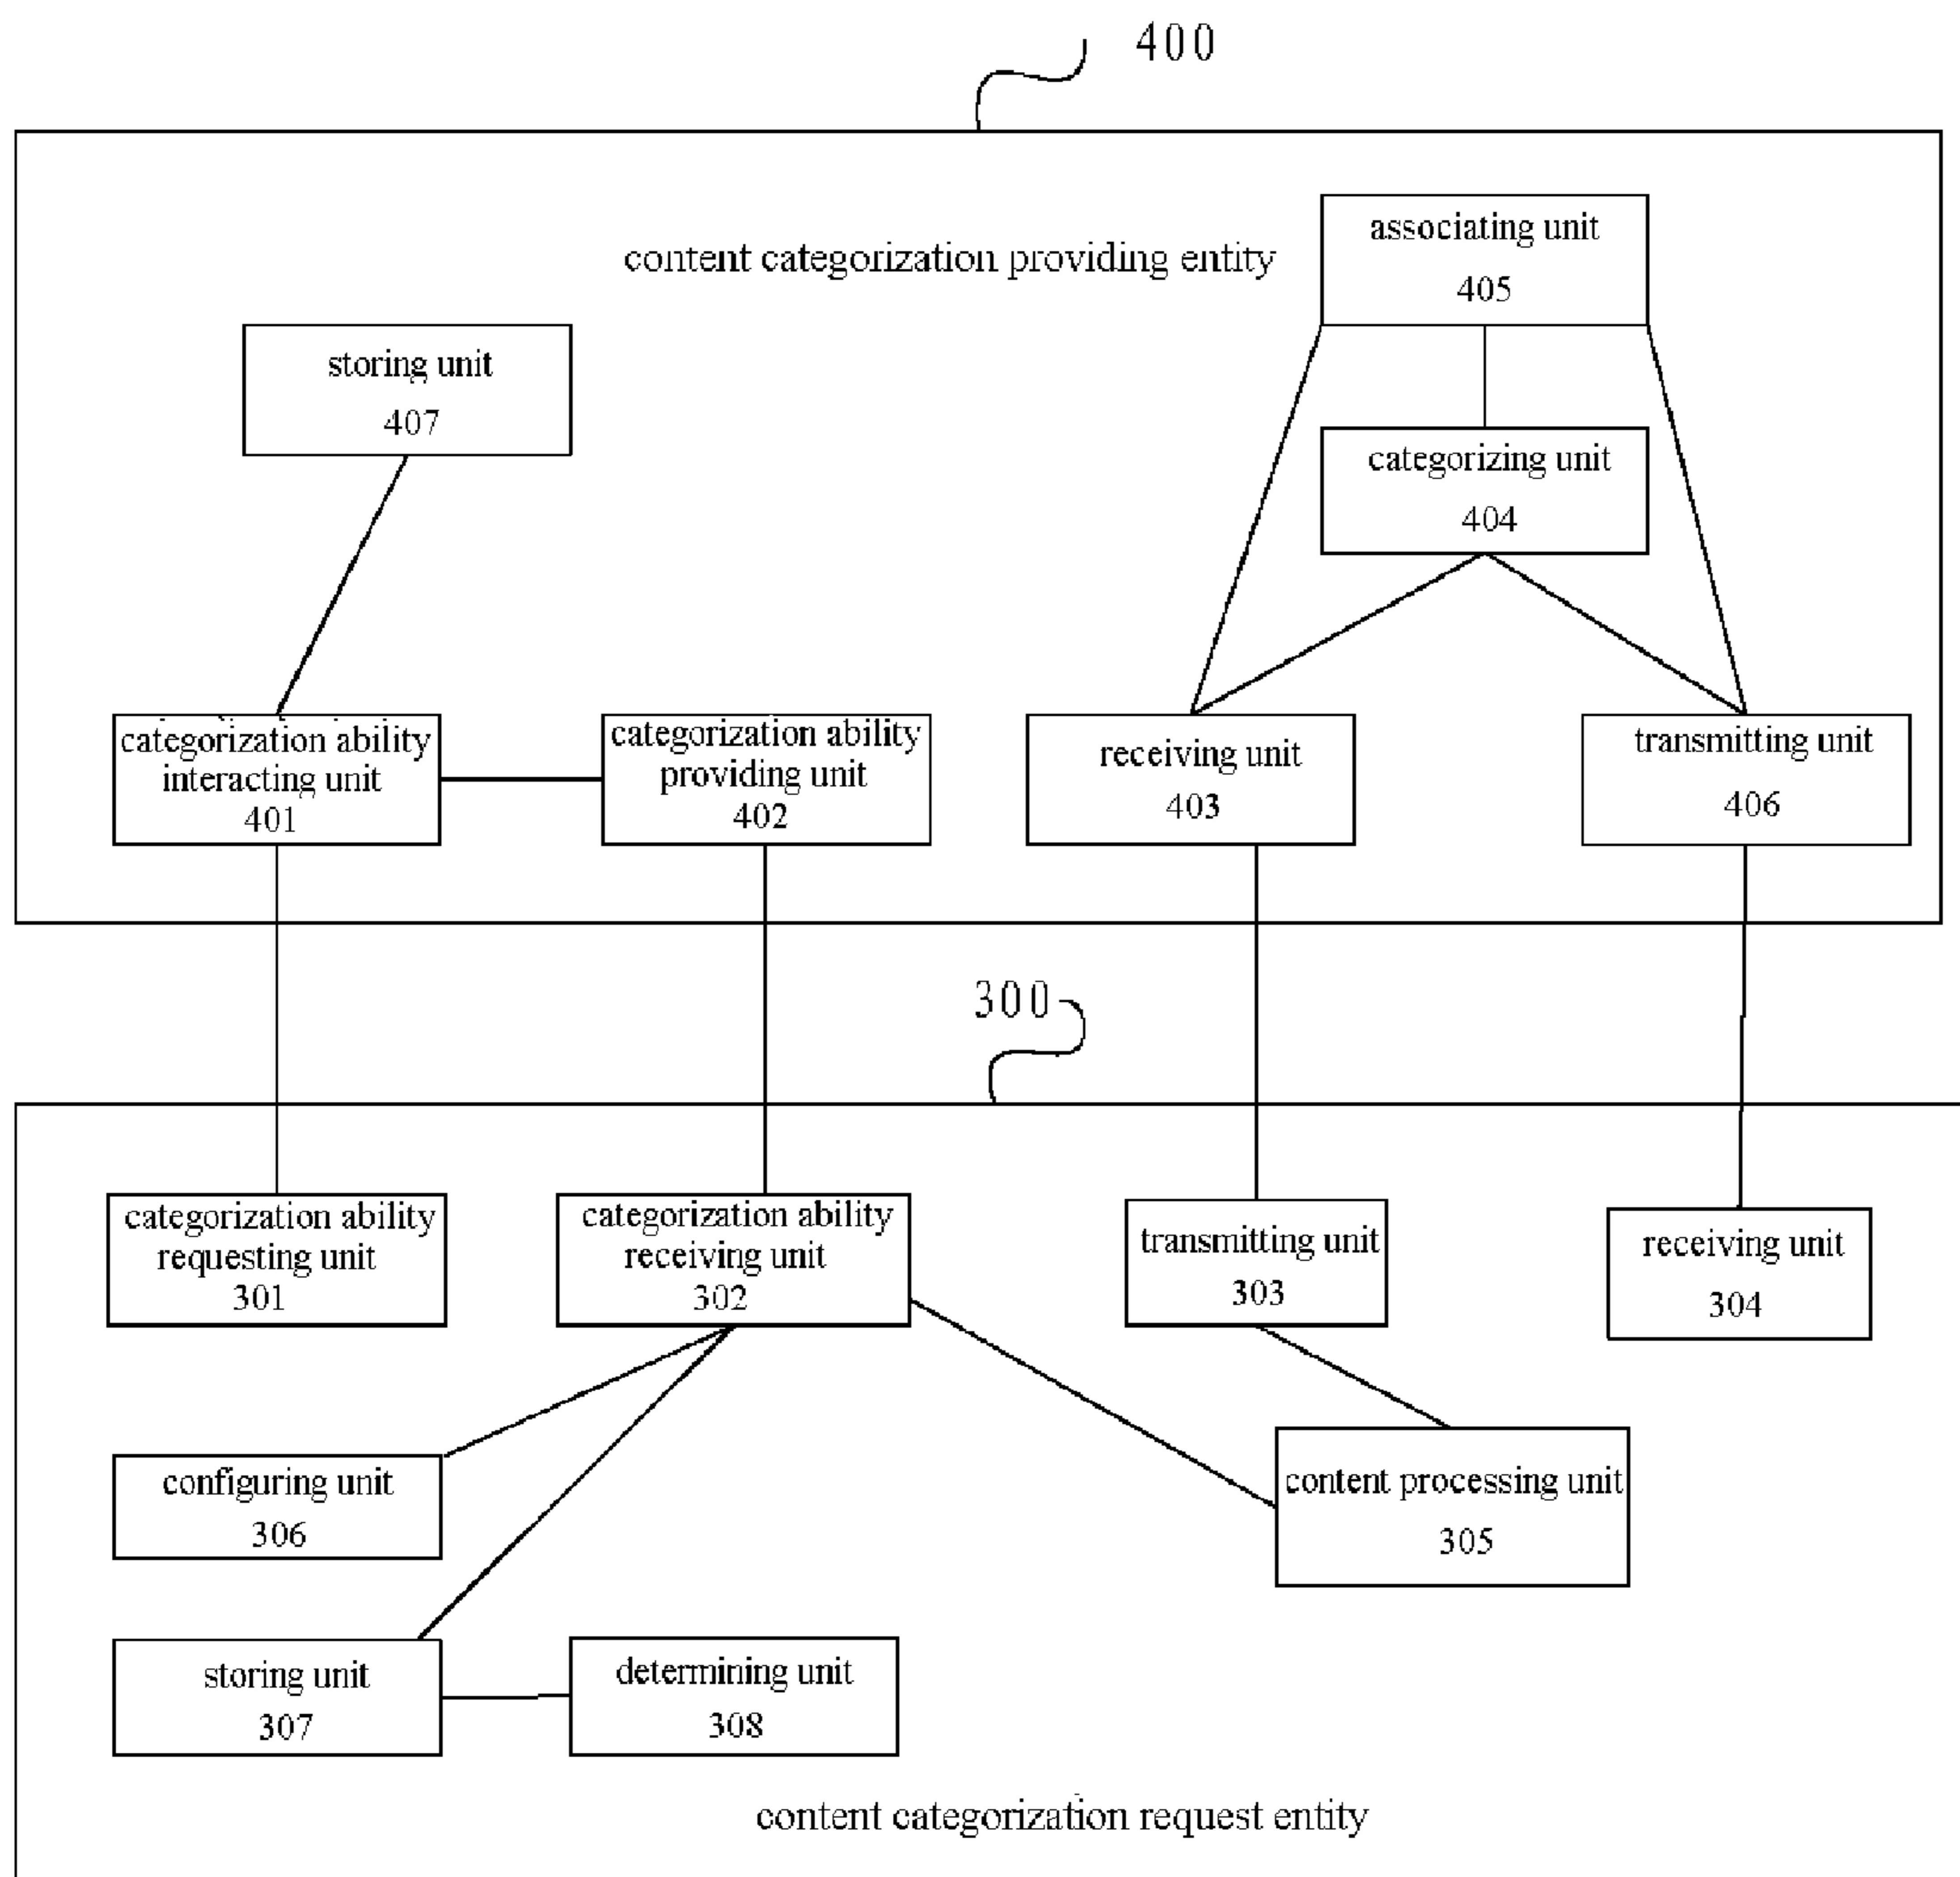 400
associating unit
405
content categorization providing entity
storing unit
407
categorizing unit
404
categorization ability
interacting unit
401
categorization ability
providing unit
402
receiving unit
403
transmitting unit
406
300
categorization ability
requesting unit
301
categorization ability
receiving unit
302
transmitting unit
303
receiving unit
304
configuring unit
306
content processing unit
305
storing unit
307
determining unit
308
content categorization request entity